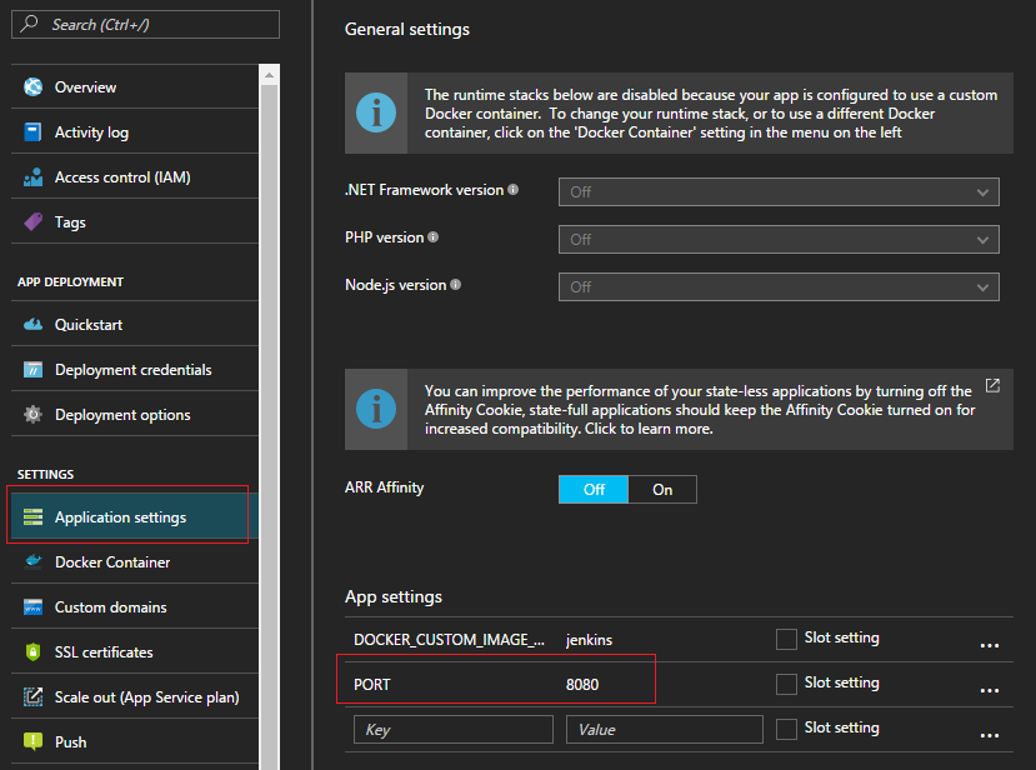 Search (Ctrl+/)
Overview
Activity log
Access control (IAM)
Tags
APP DEPLOYMENT
Quickstart
Deployment credentials
Deployment options
SETTINGS
Application settings
Docker Container
Custom domains
SSL certificates
Scale out (App Service plan)
Push
General settings
The runtime stacks below are disabled because your app is configured to use a custom
Docker container.  To change your runtime stack, or to use a different Docker
container, click on the 'Docker Container' setting in the menu on the left
.NET Framework version
Off
PHP version
Off
Node.js version
Off
You can improve the performance of your state-less applications by turning off the
Affinity Cookie, state-full applications should keep the Affinity Cookie turned on for
increased compatibility. Click to learn more.
ARR Affinity
Off On
App settings
DOCKER_CUSTOM_IMAGE_... jenkins Slot setting ...
PORT 8080 Slot setting ...
Key Value Slot setting ...